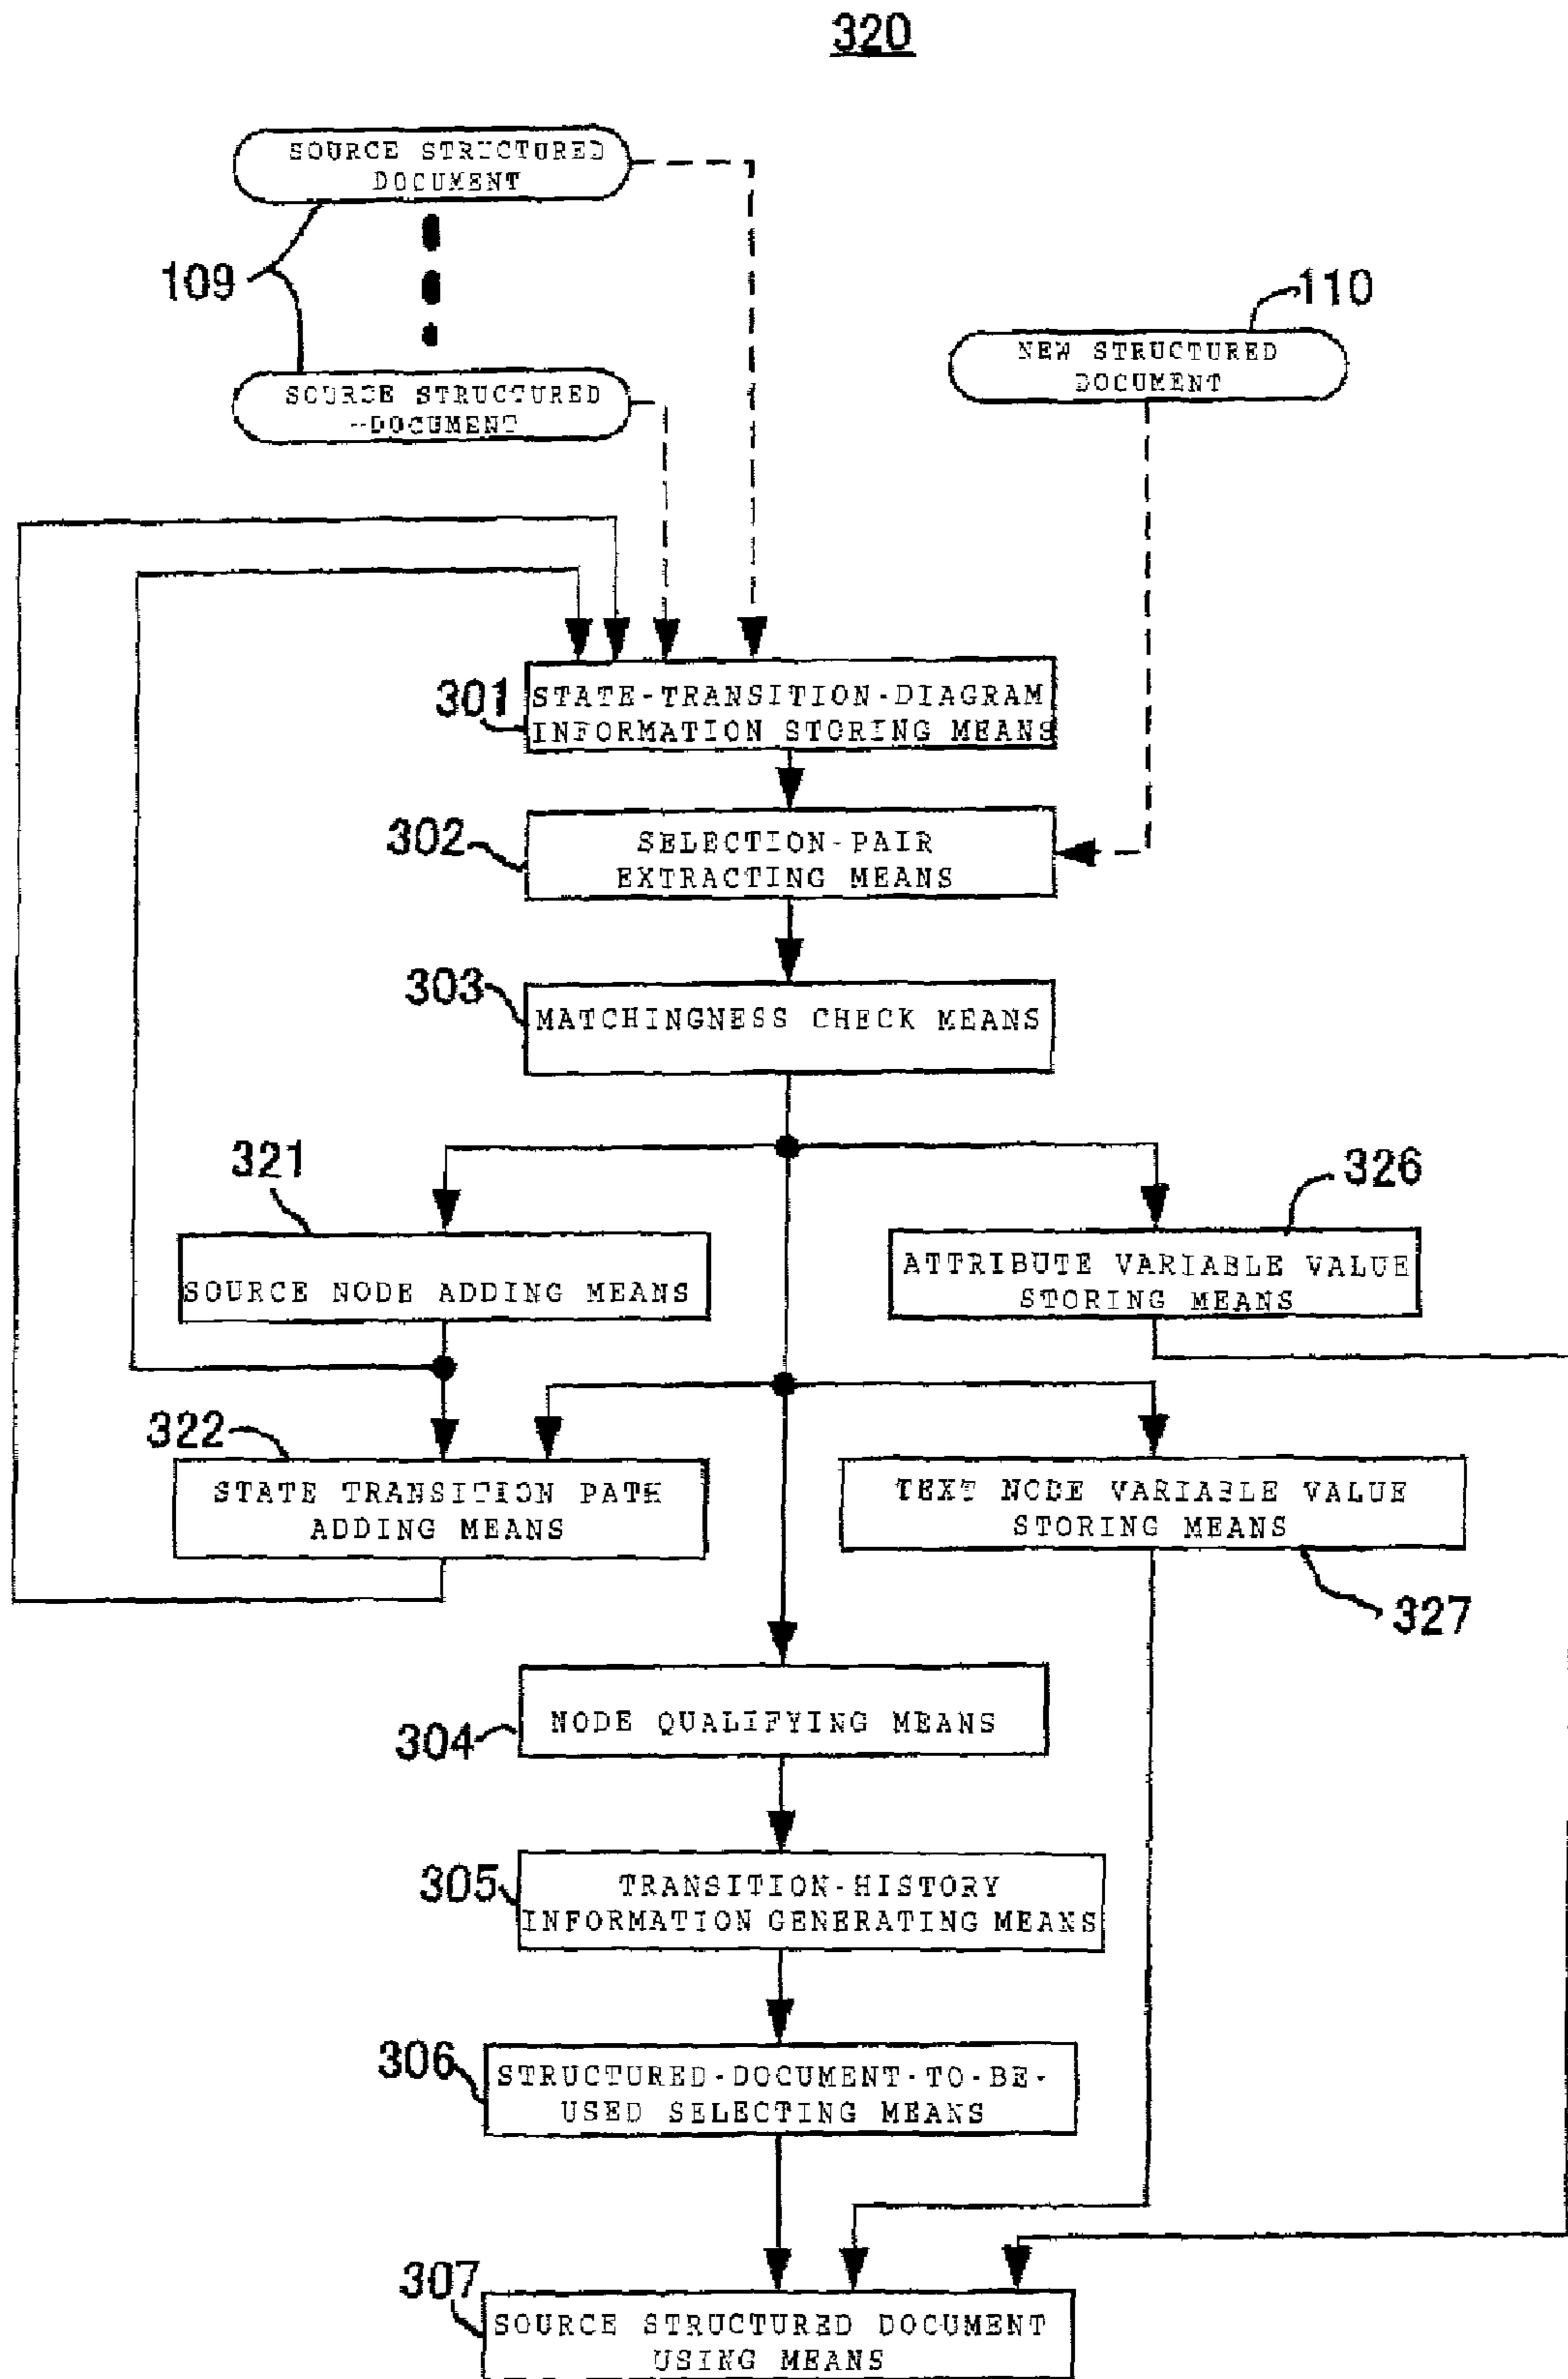 320
SOURCE STRUCTURED
DOCUMENT
109
110
NEW STRUCTURED
DOCUMENT
SOURCE STRUCTURED
DOCUMENT
301
STATE-TRANSITION-DIAGRAM
INFORMATION STORING MEANS
302
SELECTION-PAIR
EXTRACTING MEANS
303
MATCHINGNESS CHECK MEANS
321
326
SOURCE NODE ADDING MEANS
ATTRIBUTE VARIABLE VALUE
STORING MEANS
322
STATE TRANSITION PATH
ADDING MEANS
TEXT NODE VARIABLE VALUE
STORING MEANS
327
304
NODE QUALIFYING MEANS
305
TRANSITION-HISTORY
INFORMATION GENERATING MEANS
306
STRUCTURED-DOCUMENT-TO-BE-
USED SELECTING MEANS
307
SOURCE STRUCTURED DOCUMENT
USING MEANS